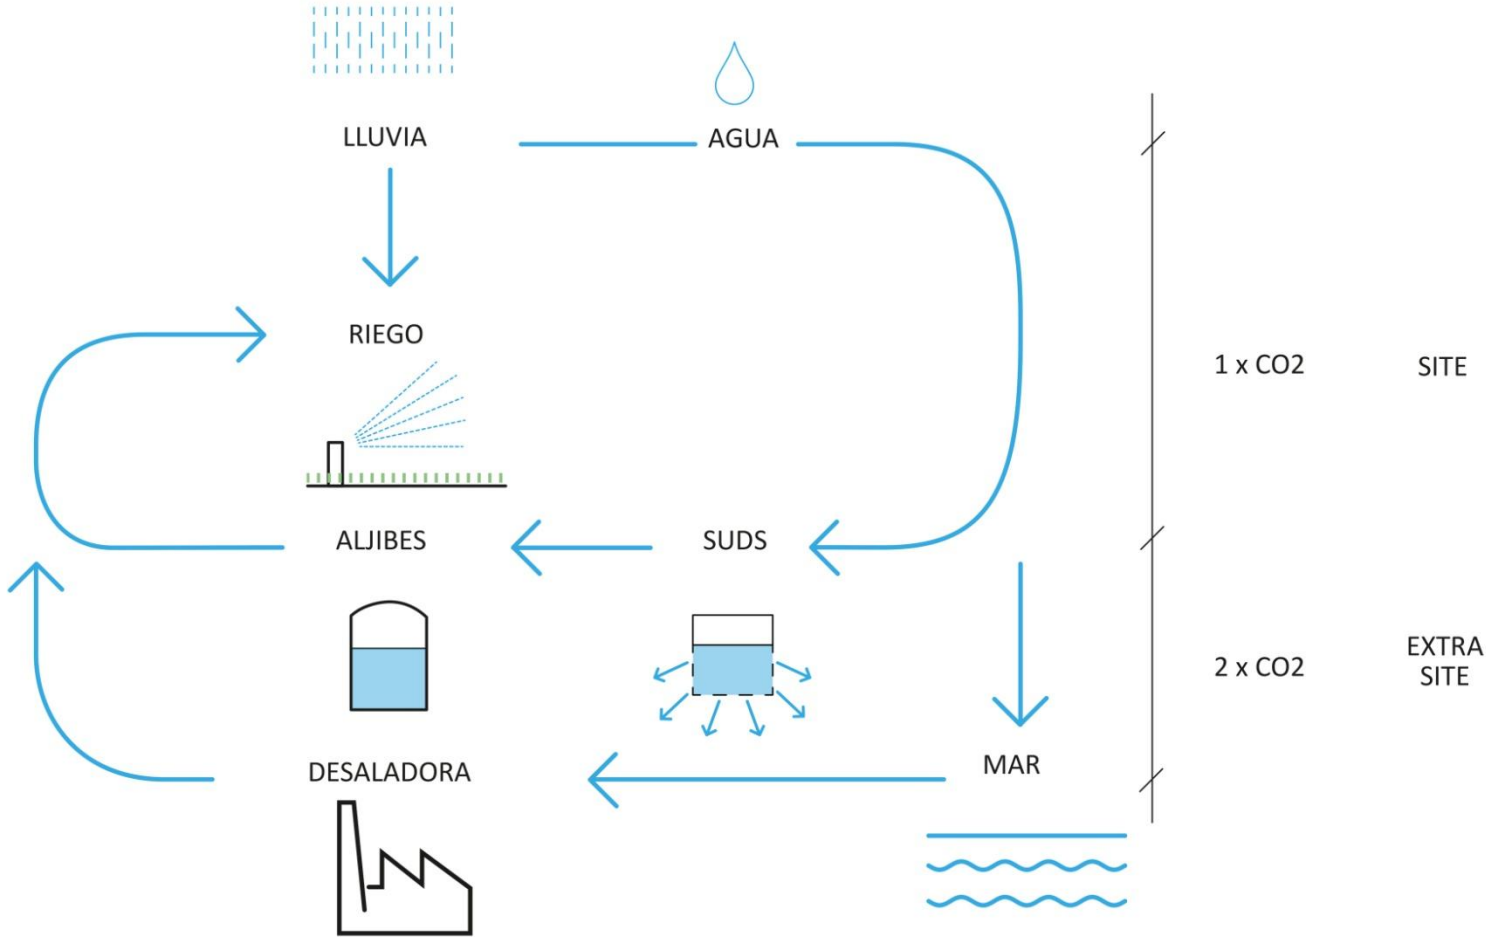 LLUVIA
AGUA
RIEGO
1 x CO2
SITE
ALJIBES
SUDS
2 x CO2
EXTRA
SITE
DESALADORA
MAR